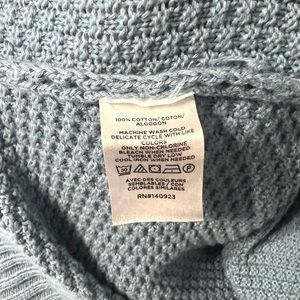 100% COTTON/ COTON/
ALGODON
MACHINE WASH COLD
DELICATE CYCLE WITH LIKE
COLORS
ONLY NON-CHLORINE
BLEACH WHEN NEEDED
TUMBLE DRY LOW
COOL IRON WHEN NEEDED
AVEC DES COULEURS
SEMBLABLES / CON
COLORES SIMILARES
RN#140923